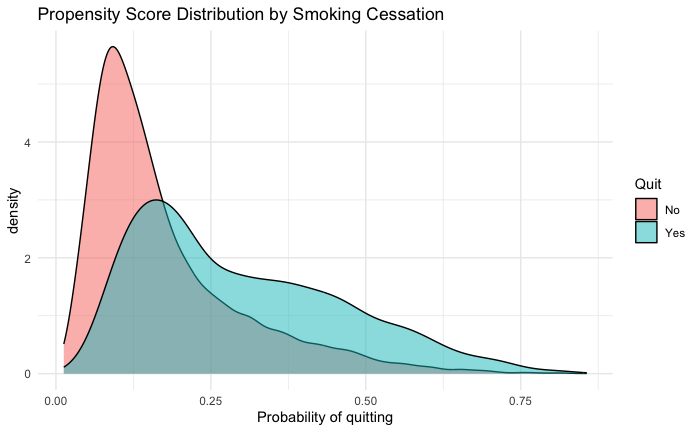 Propensity Score Distribution by Smoking Cessation
density
4
2
0
0.00 0.25 0.50 0.75
Probability of quitting
Quit
No
Yes